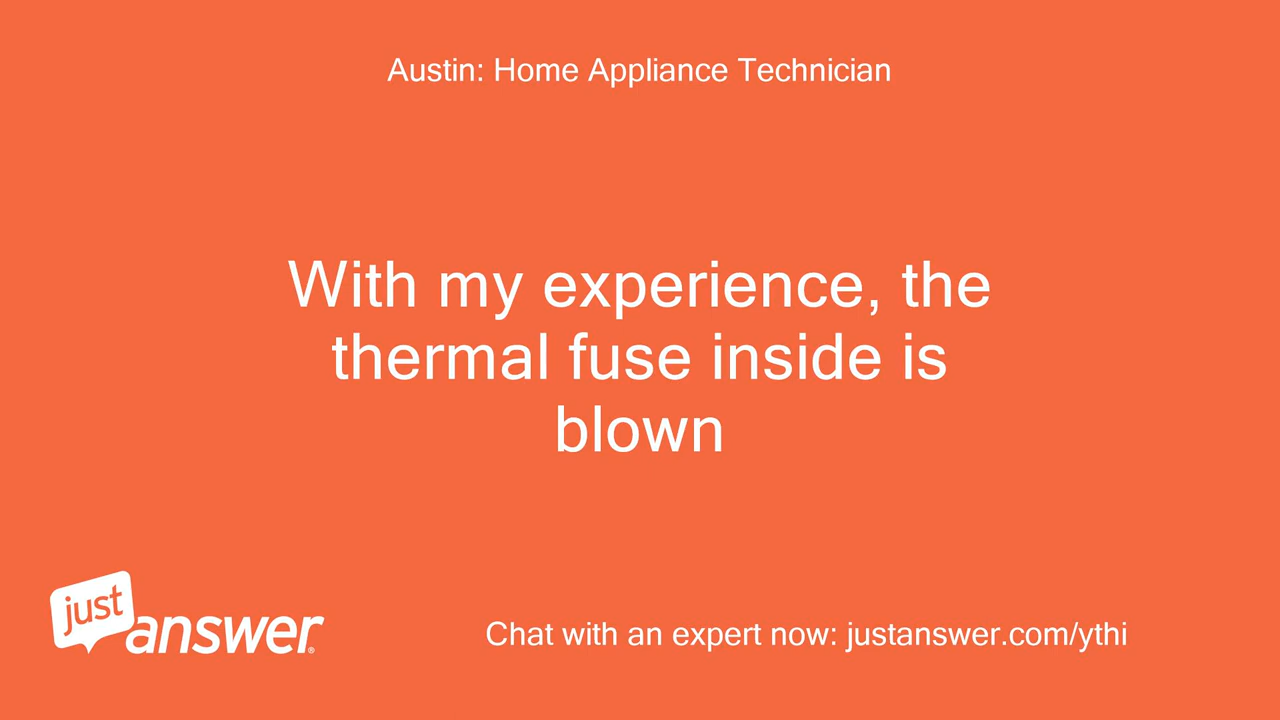 Austin: Home Appliance Technician
With my experience, the
thermal fuse inside is
blown
just
answer®
Chat with an expert now: justanswer.com/ythi